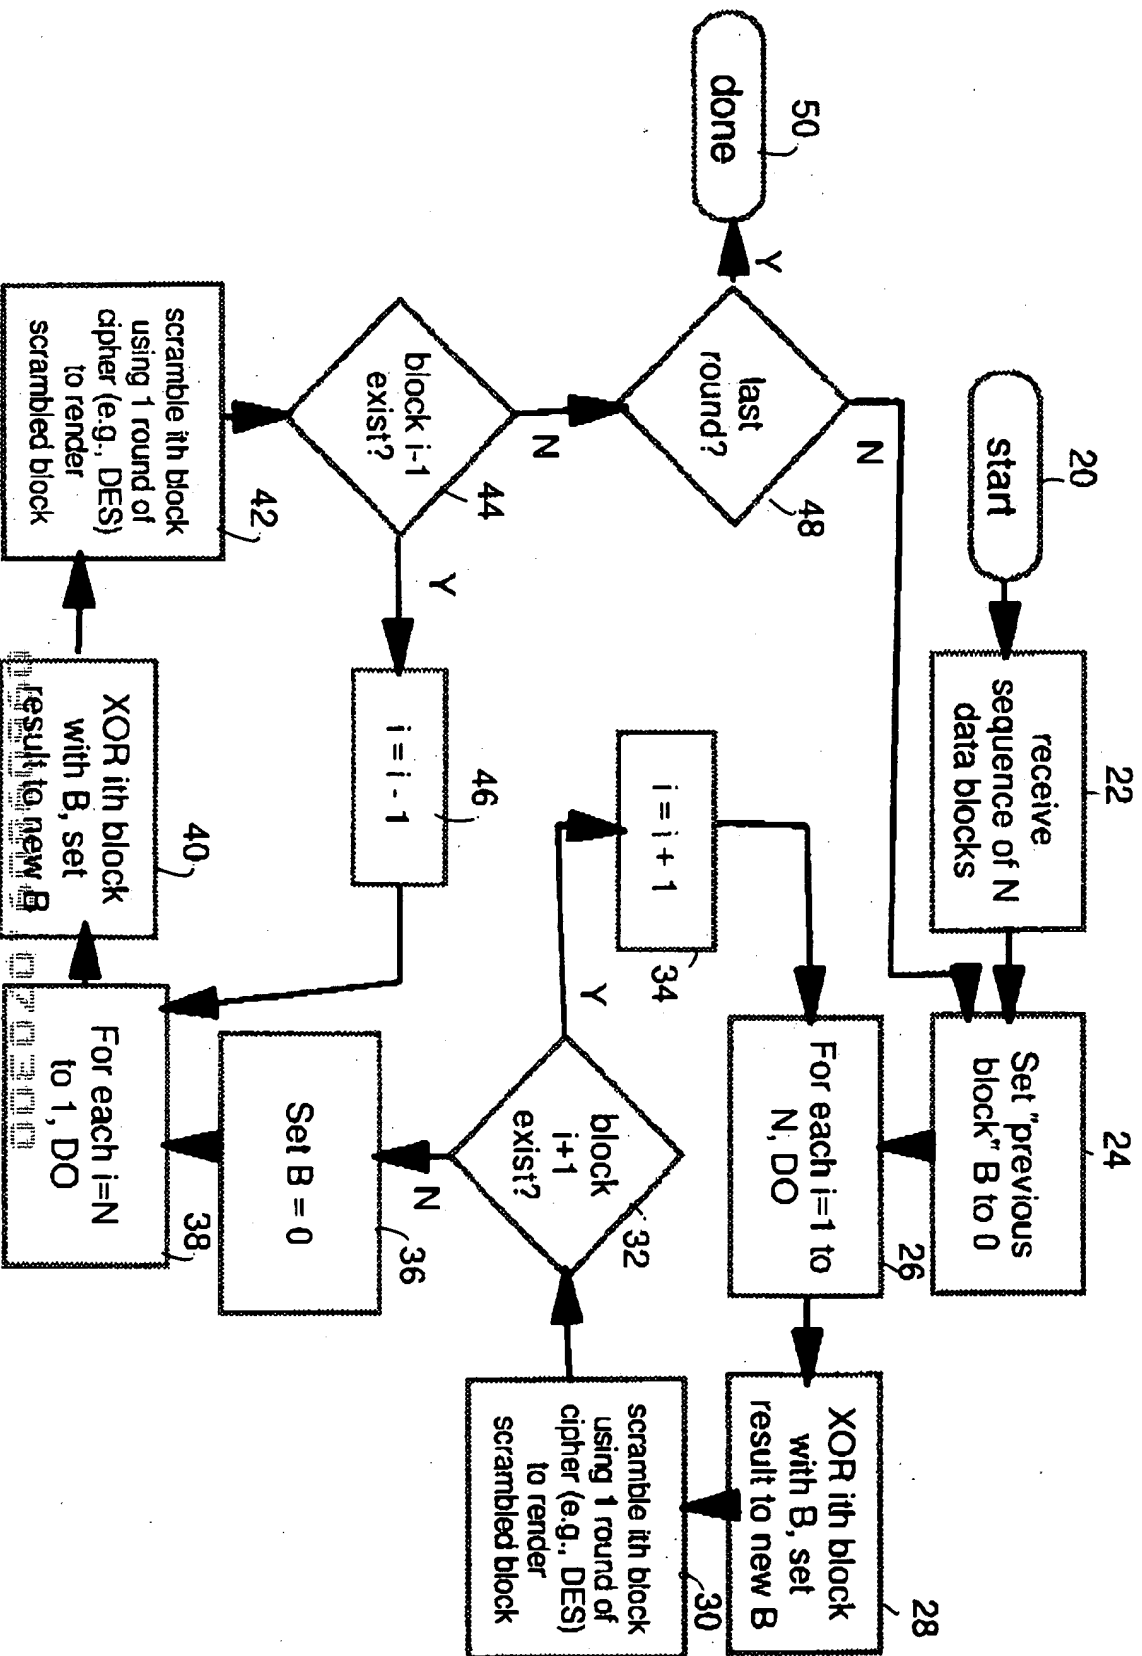 20
start
22
receive
sequence of N
data blocks
24
Set "previous
block" B to 0
26
For each i=1 to
N, DO
28
XOR ith block
with B, set
result to new B
30
scramble ith block
using 1 round of
cipher (e.g., DES)
to render
scrambled block
32
block
i+1
exist?
Y
N
34
i = i + 1
36
Set B = 0
38
For each i=N
to 1, DO
40
XOR ith block
with B, set
result to new B
42
scramble ith block
using 1 round of
cipher (e.g., DES)
to render
scrambled block
44
block i-1
exist?
Y
N
46
i = i - 1
48
last
round?
N
Y
50
done